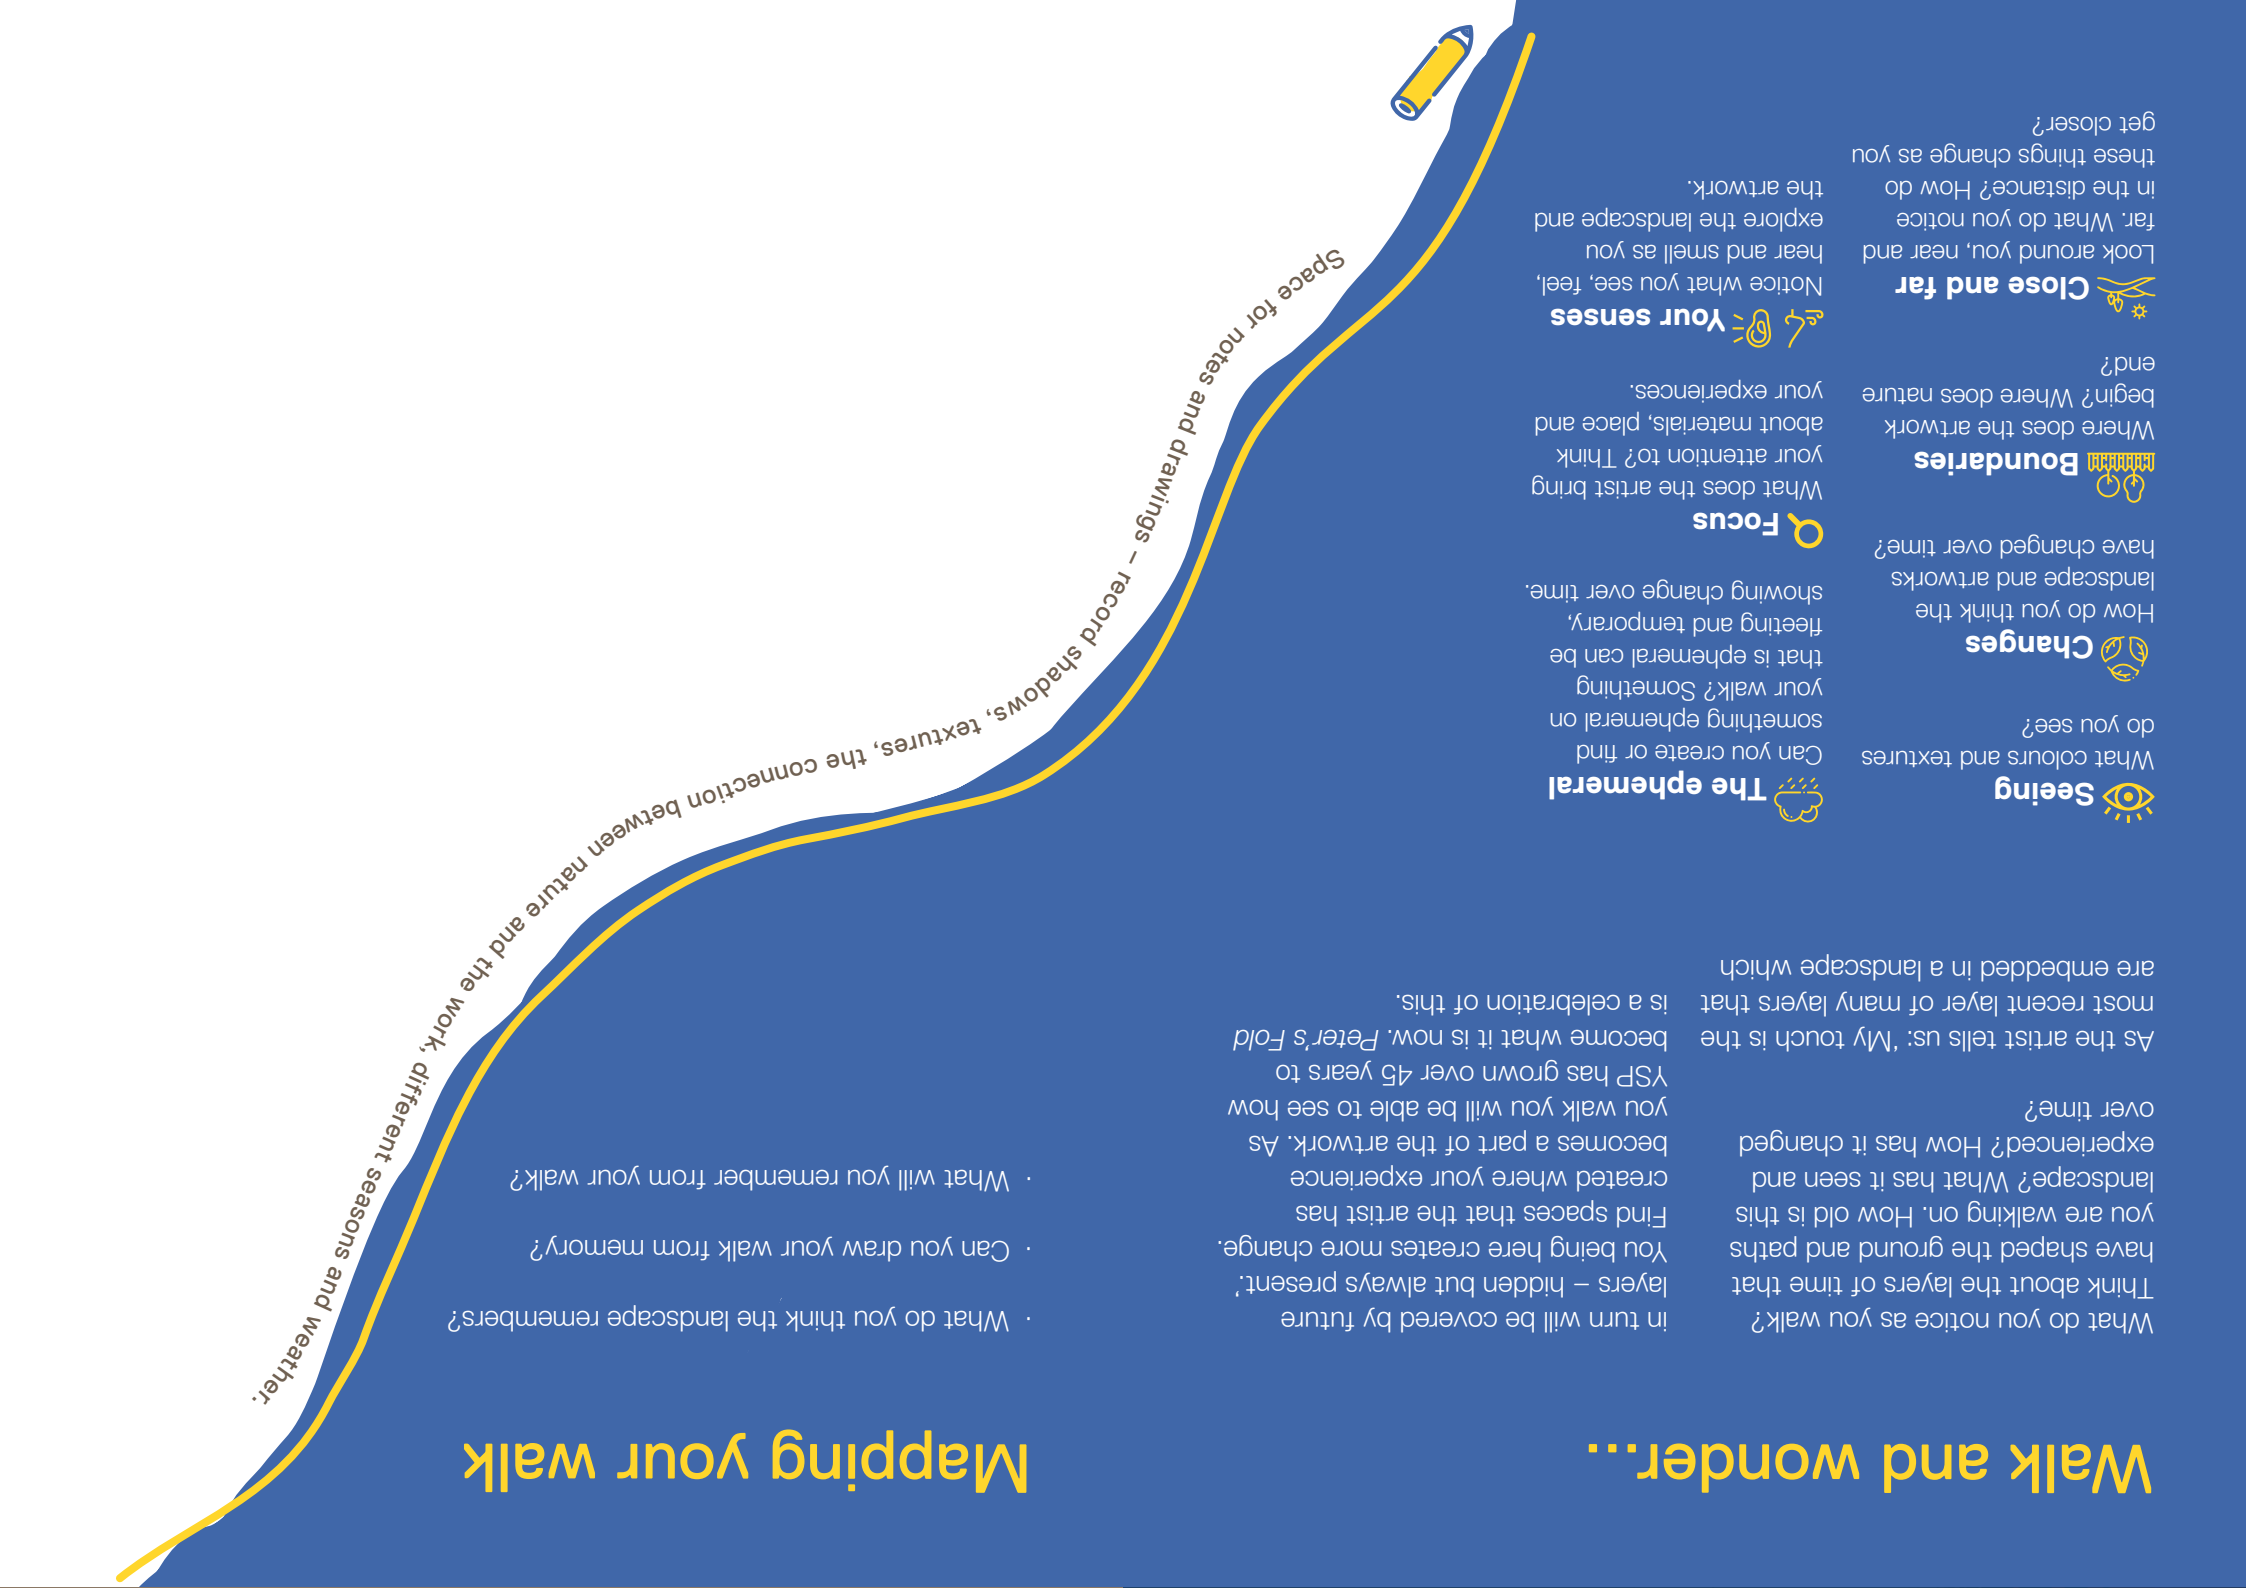 Walk and wonder...
What do you notice as you walk?
Think about the layers of time that
have shaped the ground and paths
you are walking on. How old is this
landscape? What has it seen and
experienced? How has it changed
over time?
As the artist tells us: ‘My touch is the
most recent layer of many layers that
are embedded in a landscape which
in turn will be covered by future
layers – hidden but always present.’
You being here creates more change.
Find spaces that the artist has
created where your experience
becomes a part of the artwork. As
you walk you will be able to see how
YSP has grown over 45 years to
become what it is now. Peter’s Fold
is a celebration of this.
Seeing
What colours and textures
do you see?
Changes
How do you think the
landscape and artworks
have changed over time?
Boundaries
Where does the artwork
begin? Where does nature
end?
Close and far
Look around you, near and
far. What do you notice
in the distance? How do
these things change as you
get closer?
The ephemeral
Can you create or find
something ephemeral on
your walk? Something
that is ephemeral can be
fleeting and temporary,
showing change over time.
Focus
What does the artist bring
your attention to? Think
about materials, place and
your experiences.
Your senses
Notice what you see, feel,
hear and smell as you
explore the landscape and
the artwork.
Mapping your walk
· What do you think the landscape remembers?
· Can you draw your walk from memory?
· What will you remember from your walk?
Space for notes and drawings – record shadows, textures, the connection between nature and the work, different seasons and weather.